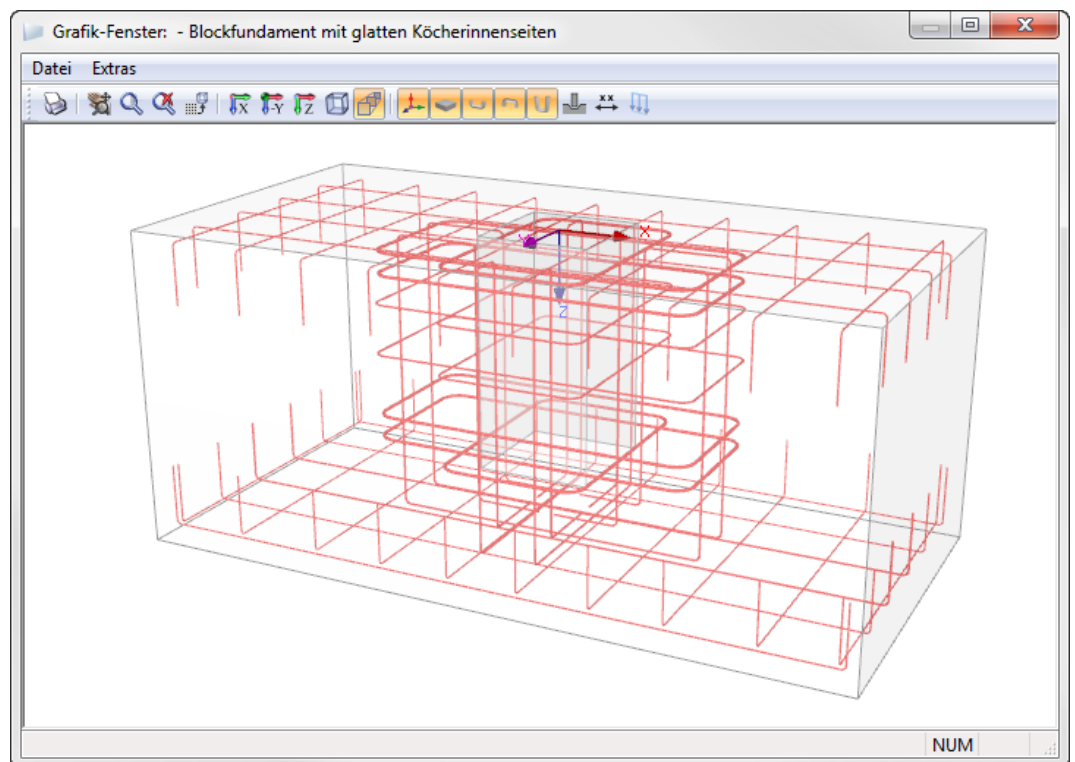 Grafik-Fenster:  - Blockfundament mit glatten Köcherinnenseiten
Datei Extras
X -Y Z x x
X
Z
NUM